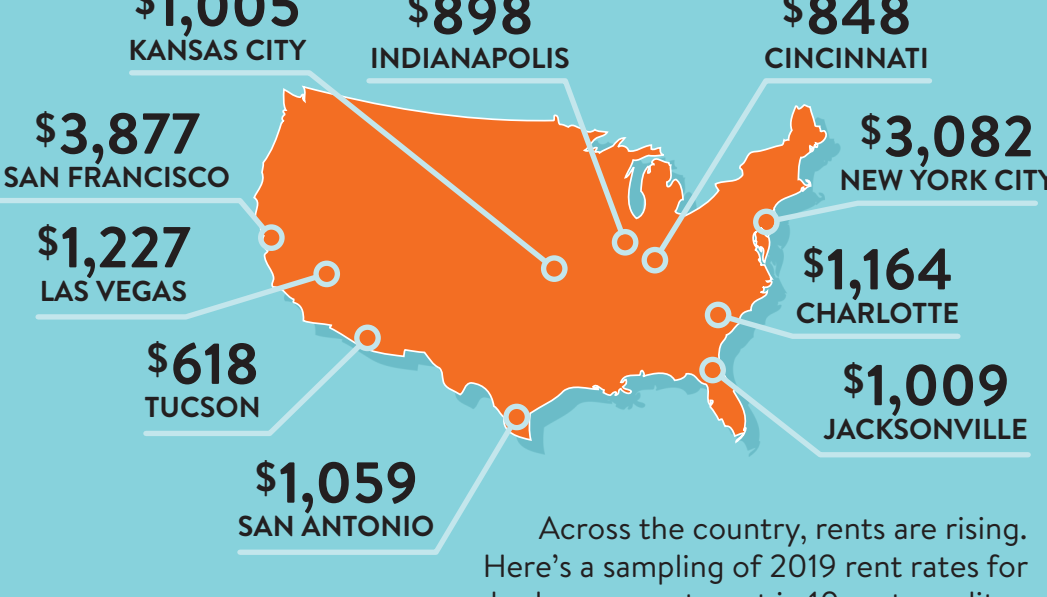 $1,005
KANSAS CITY
$898
INDIANAPOLIS
$848
CINCINNATI
$3,877
SAN FRANCISCO
$3,082
NEW YORK CITY
$1,227
LAS VEGAS
$1,164
CHARLOTTE
$618
TUCSON
$1,009
JACKSONVILLE
$1,059
SAN ANTONIO
Across the country, rents are rising.
Here's a sampling of 2019 rent rates for